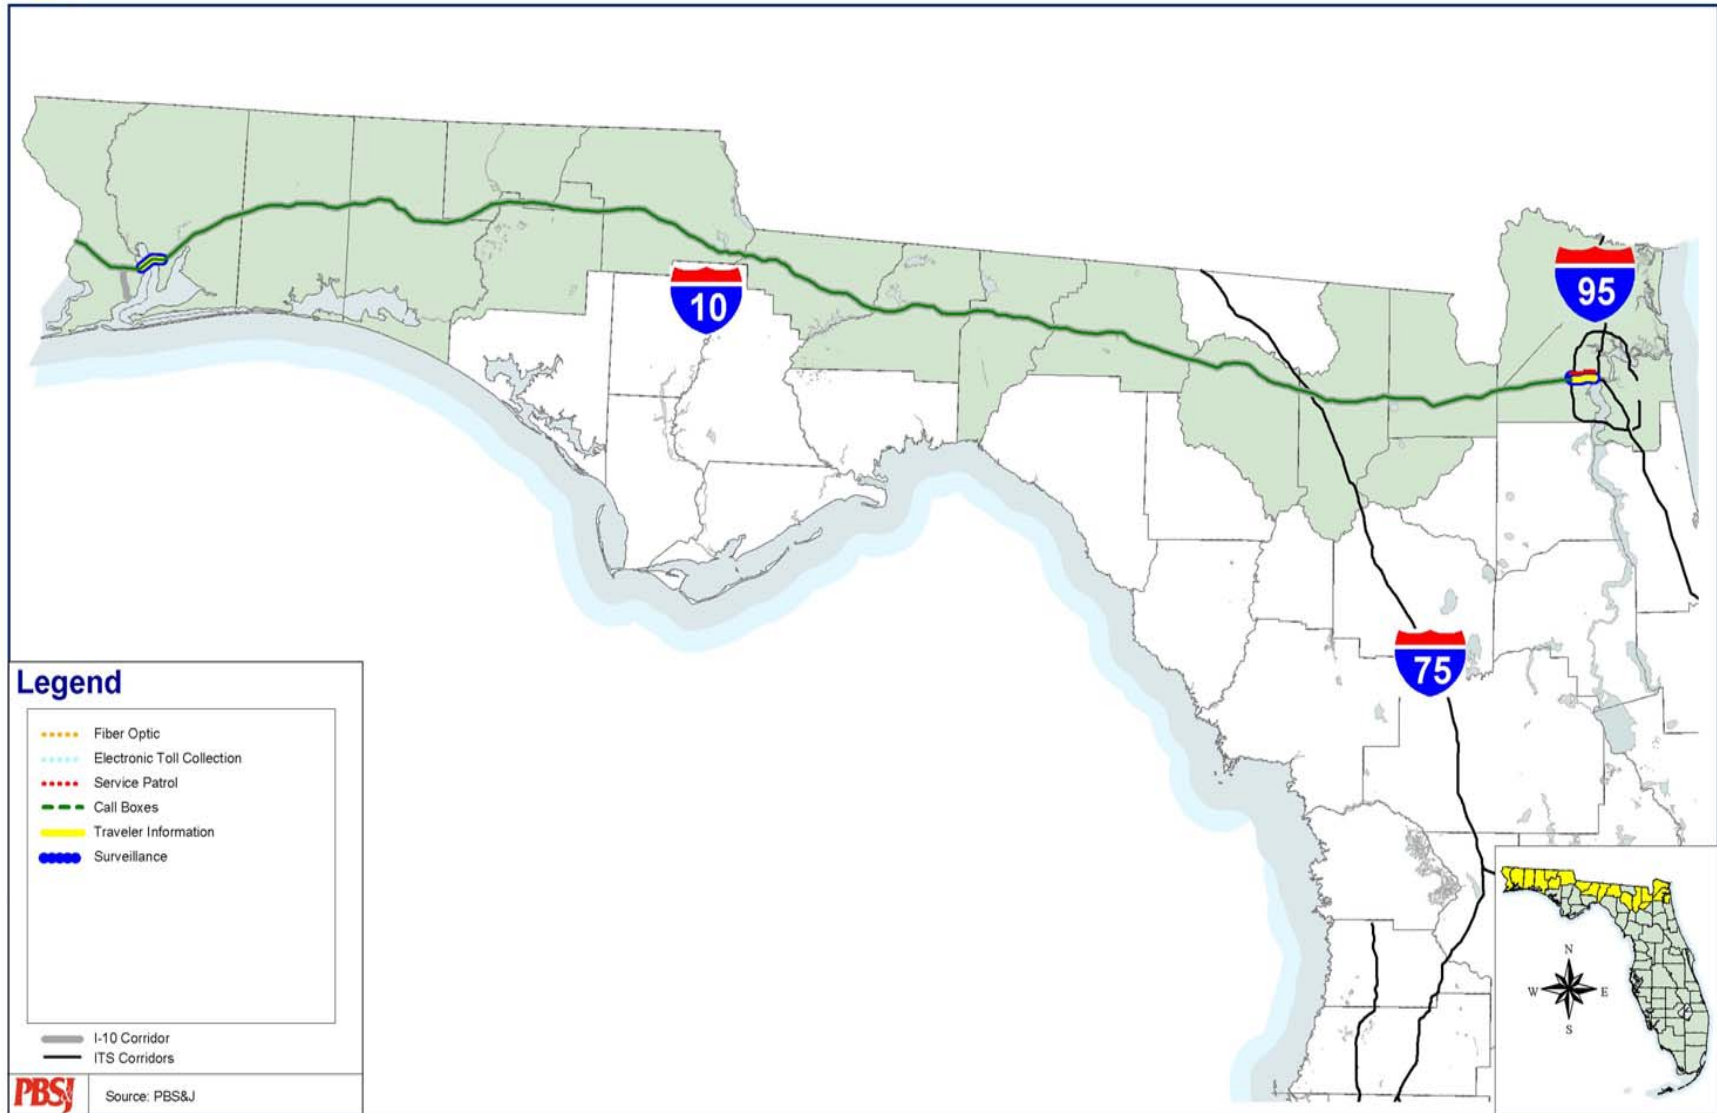 10
95
75
Legend
Fiber Optic
Electronic Toll Collection
Service Patrol
Call Boxes
Traveler Information
Surveillance
I-10 Corridor
ITS Corridors
PBS&J Source: PBS&J
N
W E
S